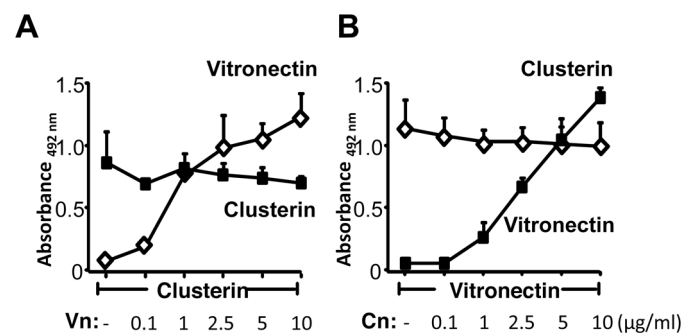 A
Vitronectin
1.5
1.0
0.5
0
Absorbance 492 nm
Clusterin
Clusterin
Vn: - 0.1 1 2.5 5 10
B
Clusterin
1.5
1.0
0.5
0
Absorbance 492 nm
Vitronectin
Vitronectin
Cn: - 0.1 1 2.5 5 10 (µg/ml)